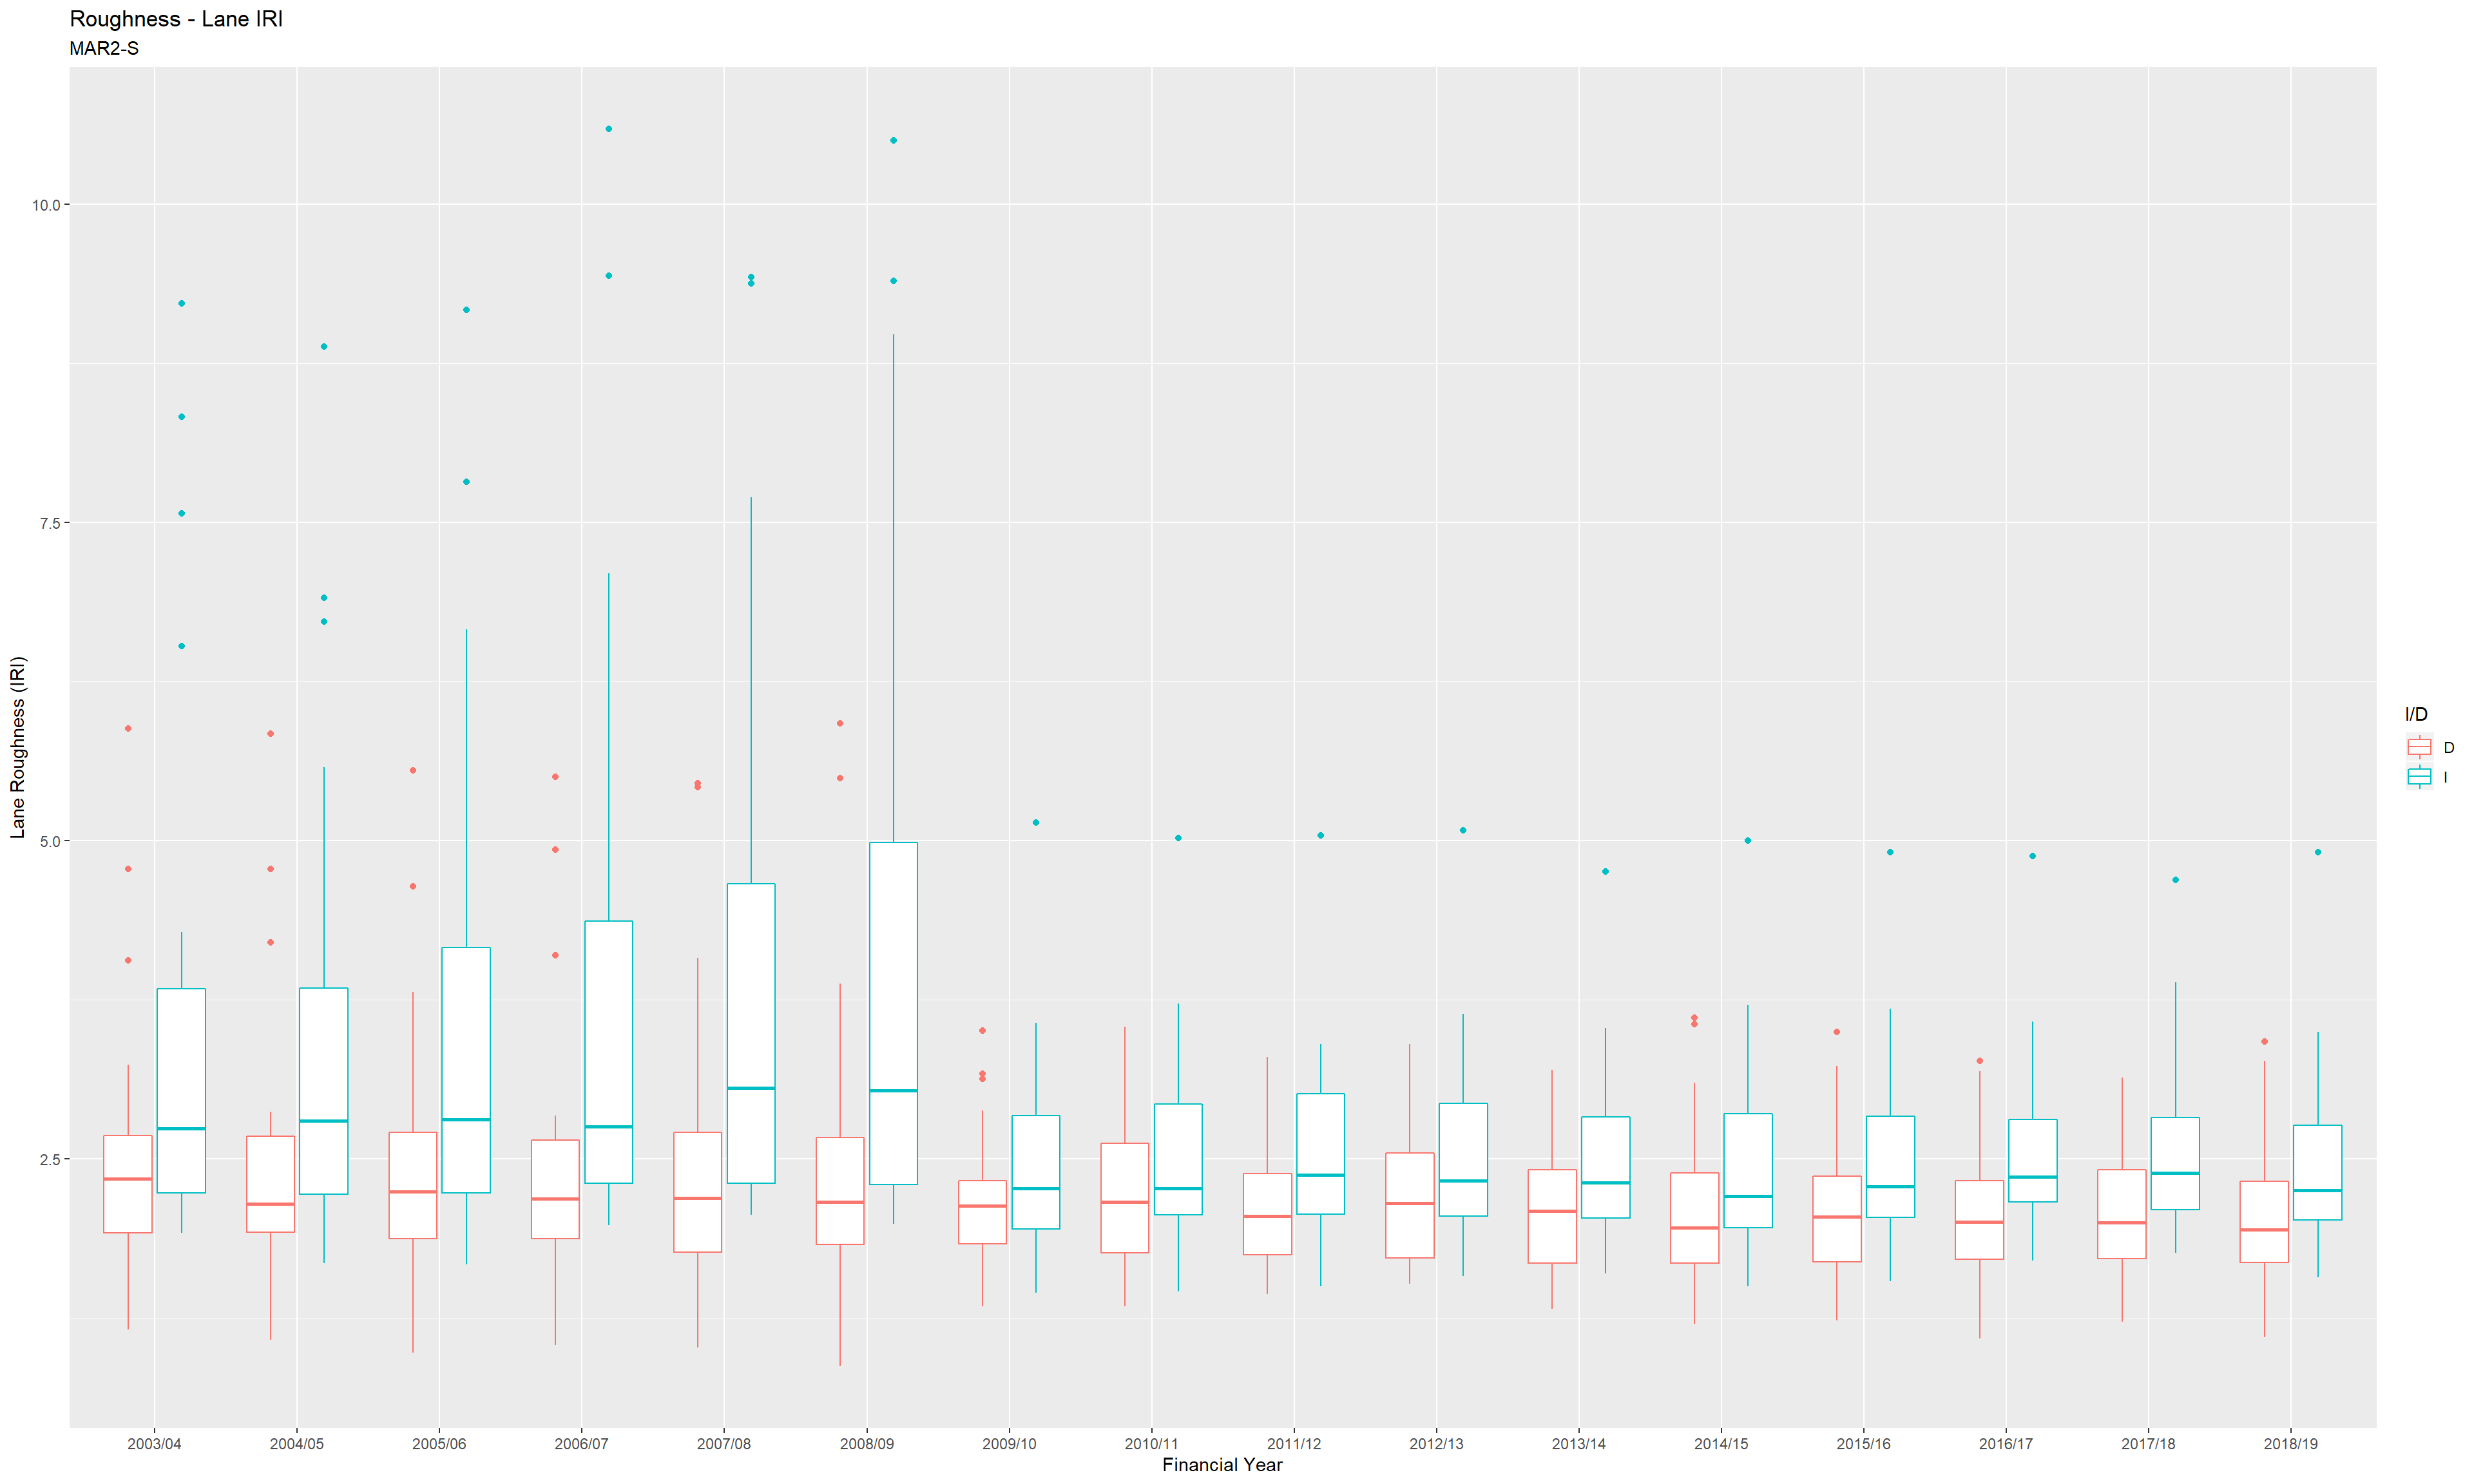 Roughness - Lane IRI
MAR2-S
Lane Roughness (IRI)
10.0
7.5
5.0
2.5
2003/04 2004/05 2005/06 2006/07 2007/08 2008/09 2009/10 2010/11 2011/12 2012/13 2013/14 2014/15 2015/16 2016/17 2017/18 2018/19
Financial Year
I/D
D
I